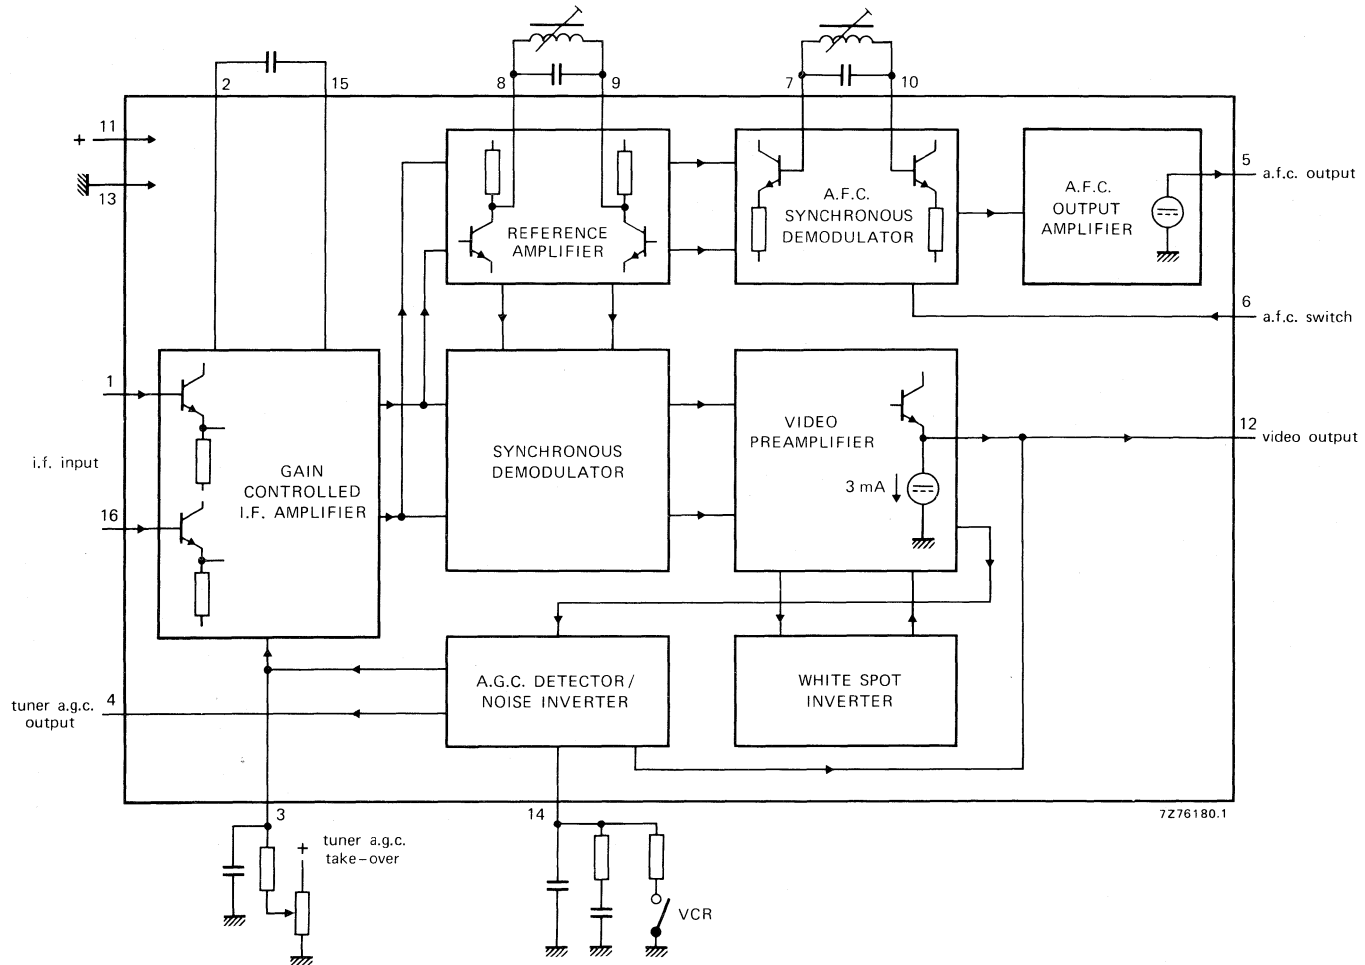 2
15
8
9
7
10
+
11
13
REFERENCE
AMPLIFIER
A.F.C.
SYNCHRONOUS
DEMODULATOR
A.F.C.
OUTPUT
AMPLIFIER
5
a.f.c. output
6
a.f.c. switch
1
i.f. input
16
GAIN
CONTROLLED
I.F. AMPLIFIER
SYNCHRONOUS
DEMODULATOR
VIDEO
PREAMPLIFIER
3 mA
12
video output
tuner a.g.c.
output
4
A.G.C. DETECTOR/
NOISE INVERTER
WHITE SPOT
INVERTER
3
14
7Z76180.1
+
tuner a.g.c.
take-over
VCR